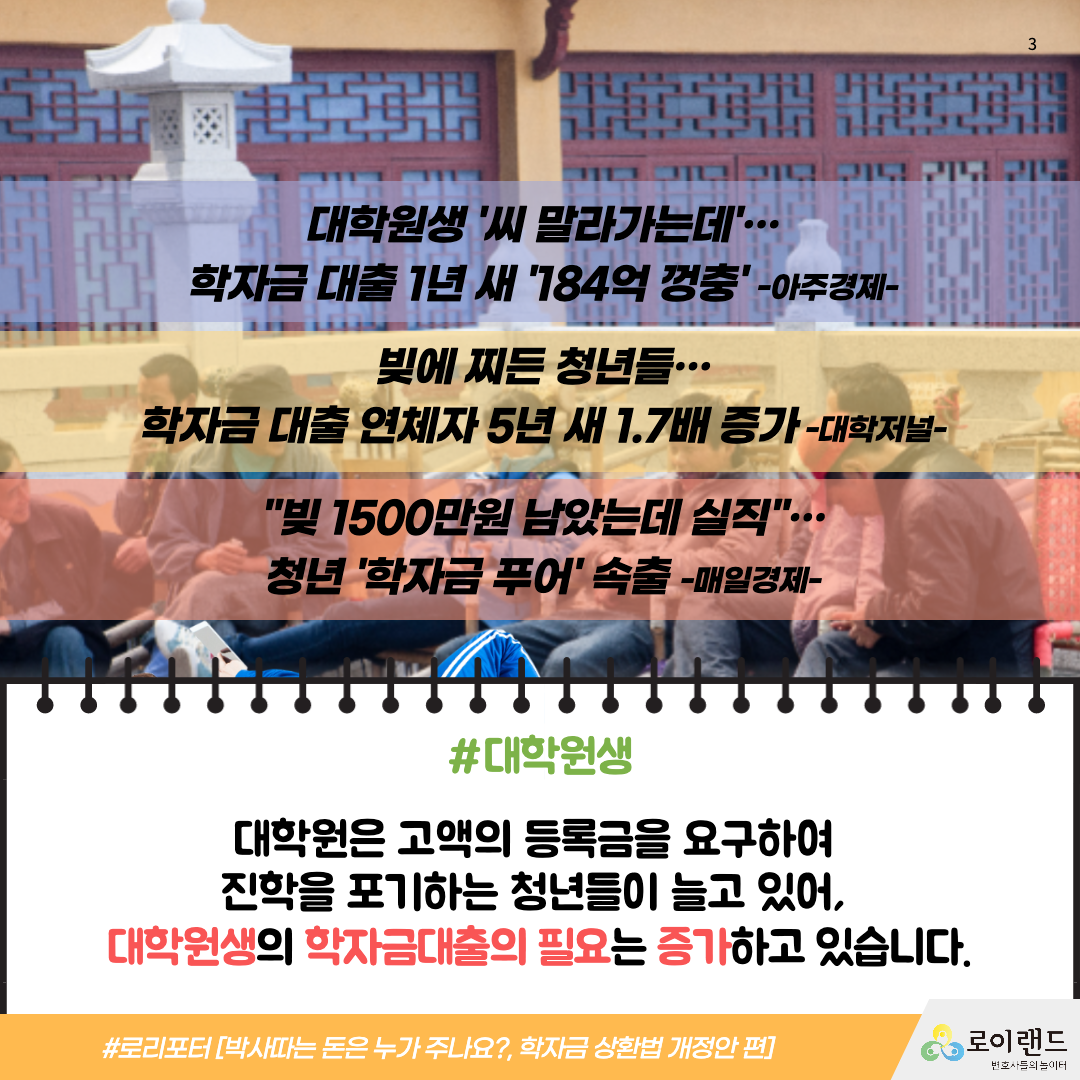 3
대학원생 '씨 말라가는데'…
학자금 대출 1년 새 '184억 껑충' -아주경제-
빚에 찌든 청년들…
학자금 대출 연체자 5년 새 1.7배 증가 -대학저널-
"빚 1500만원 남았는데 실직"…
청년 '학자금 푸어' 속출 -매일경제-
#대학원생
대학원은 고액의 등록금을 요구하여
진학을 포기하는 청년들이 늘고 있어,
대학원생의 학자금대출의 필요는 증가하고 있습니다.
#로리포터 [박사따는 돈은 누가 주나요?, 학자금 상환법 개정안 편]
로이랜드
변호사들의 놀이터